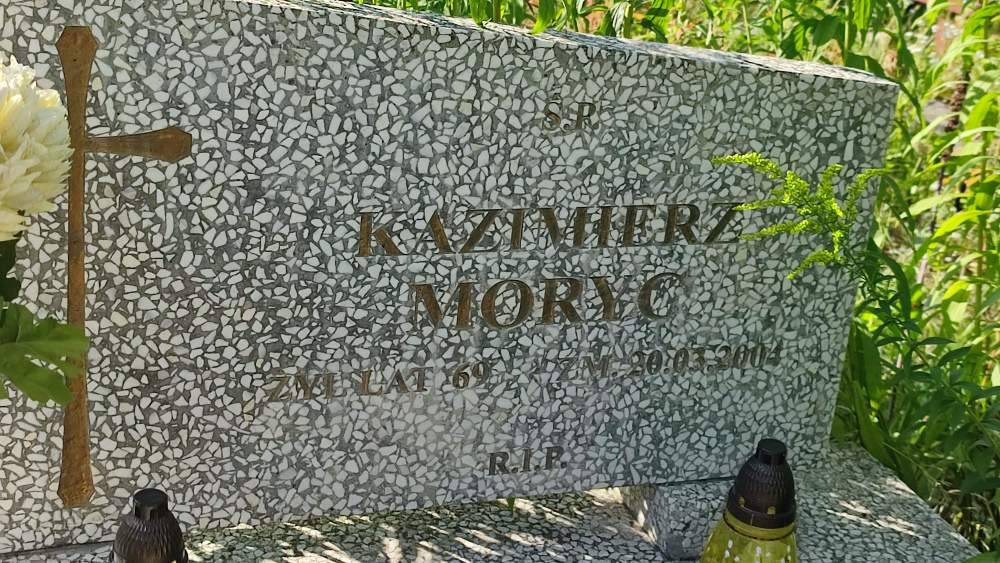 Ś.P.
KAZIMIERZ
MORYC
ŻYŁ LAT 69 ZM. 20.03.2004
R.I.P.